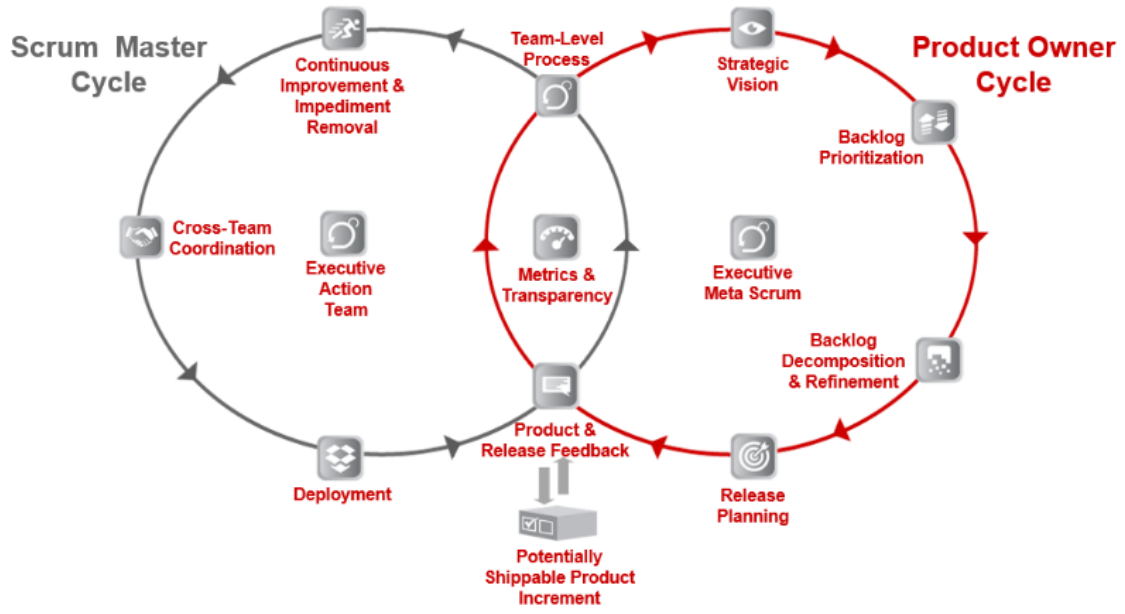 Scrum Master
Cycle
Team-Level
Process
Product Owner
Cycle
Continuous
Improvement &
Impediment
Removal
Strategic
Vision
Backlog
Prioritization
Cross-Team
Coordination
Executive
Action
Team
Metrics &
Transparency
Executive
Meta Scrum
Backlog
Decomposition
& Refinement
Product &
Release Feedback
Deployment
Release
Planning
Potentially
Shippable Product
Increment